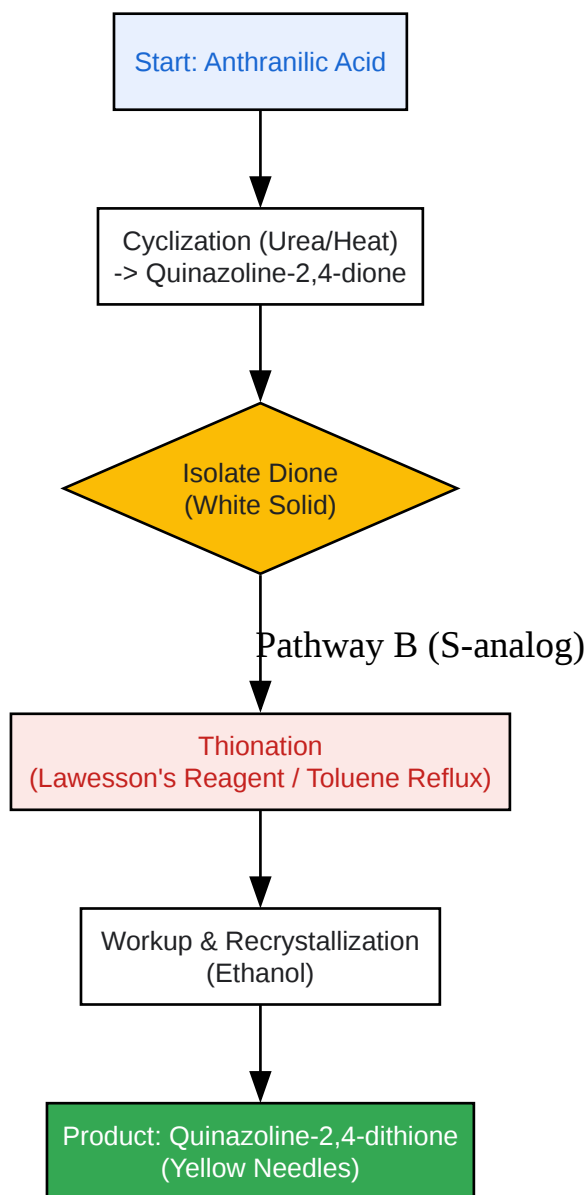 Start: Anthranilic Acid
Cyclization (Urea/Heat)
-> Quinazoline-2,4-dione
Isolate Dione
(White Solid)
Pathway B (S-analog)
Thionation
(Lawesson's Reagent / Toluene Reflux)
Workup & Recrystallization
(Ethanol)
Product: Quinazoline-2,4-dithione
(Yellow Needles)